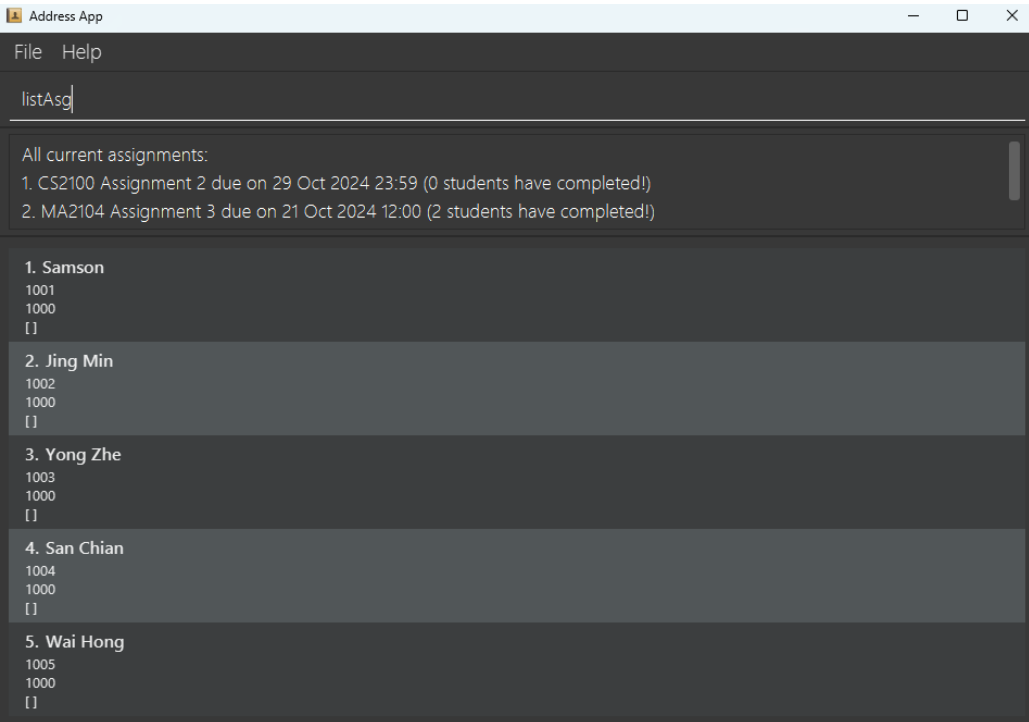 Address App
File Help
listAsg
All current assignments:
1. CS2100 Assignment 2 due on 29 Oct 2024 23:59 (0 students have completed!)
2. MA2104 Assignment 3 due on 21 Oct 2024 12:00 (2 students have completed!)
1. Samson
1001
1000
[]
2. Jing Min
1002
1000
[]
3. Yong Zhe
1003
1000
[]
4. San Chian
1004
1000
[]
5. Wai Hong
1005
1000
[]